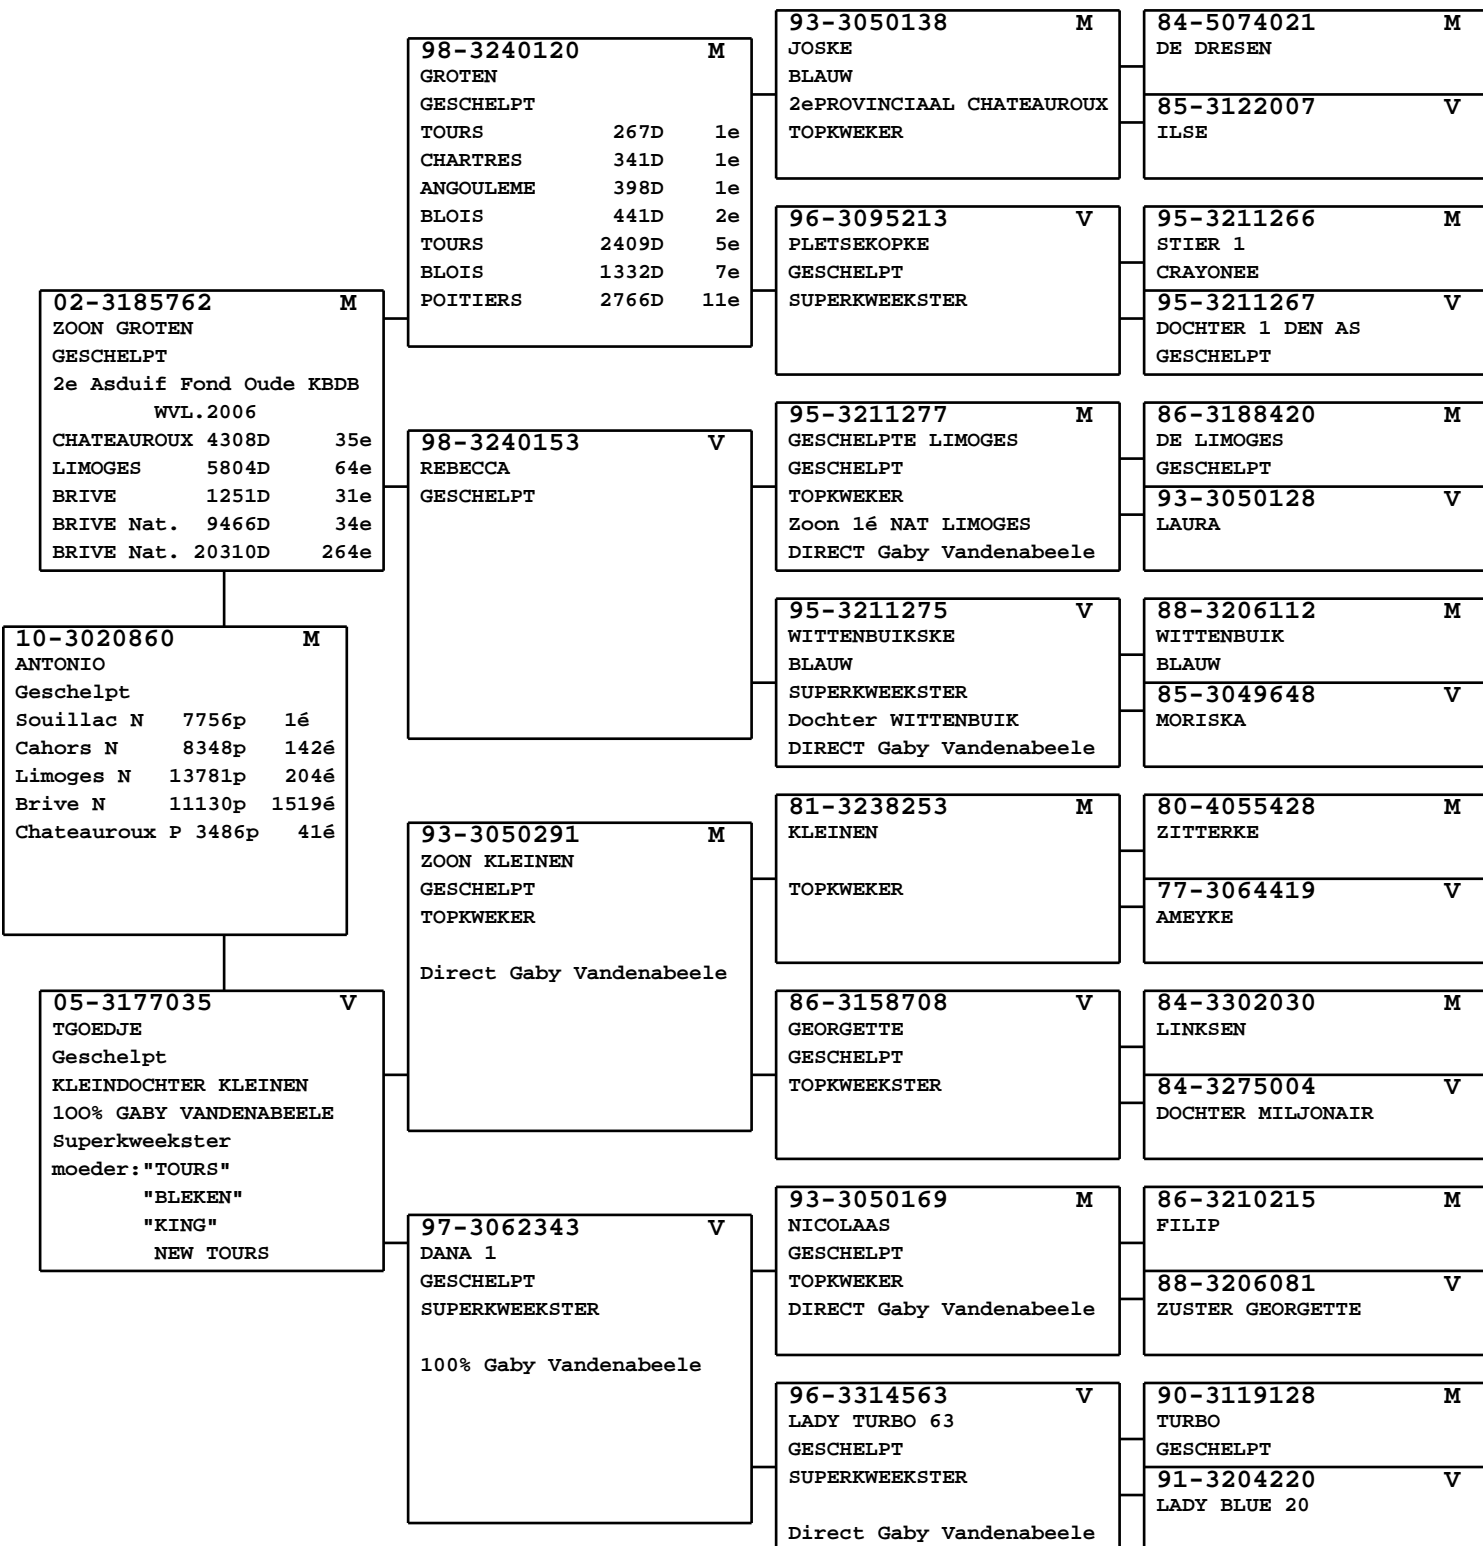 10-3020860 M
ANTONIO
Geschelpt
Souillac N 7756p 1é
Cahors N 8348p 142é
Limoges N 13781p 204é
Brive N 11130p 1519é
Chateauroux P 3486p 41é
02-3185762 M
ZOON GROTEN
GESCHELPT
2e Asduif Fond Oude KBDB
WVL.2006
CHATEAUROUX 4308D 35e
LIMOGES 5804D 64e
BRIVE 1251D 31e
BRIVE Nat. 9466D 34e
BRIVE Nat. 20310D 264e
05-3177035 V
TGOEDJE
Geschelpt
KLEINDOCHTER KLEINEN
1OO% GABY VANDENABEELE
Superkweekster
moeder:"TOURS"
"BLEKEN"
"KING"
NEW TOURS
98-3240120 M
GROTEN
GESCHELPT
TOURS 267D 1e
CHARTRES 341D 1e
ANGOULEME 398D 1e
BLOIS 441D 2e
TOURS 2409D 5e
BLOIS 1332D 7e
POITIERS 2766D 11e
98-3240153 V
REBECCA
GESCHELPT
93-3050291 M
ZOON KLEINEN
GESCHELPT
TOPKWEKER
Direct Gaby Vandenabeele
97-3062343 V
DANA 1
GESCHELPT
SUPERKWEEKSTER
100% Gaby Vandenabeele
93-3050138 M
JOSKE
BLAUW
2ePROVINCIAAL CHATEAUROUX
TOPKWEKER
96-3095213 V
PLETSEKOPKE
GESCHELPT
SUPERKWEEKSTER
95-3211277 M
GESCHELPTE LIMOGES
GESCHELPT
TOPKWEKER
Zoon 1é NAT LIMOGES
DIRECT Gaby Vandenabeele
95-3211275 V
WITTENBUIKSKE
BLAUW
SUPERKWEEKSTER
Dochter WITTENBUIK
DIRECT Gaby Vandenabeele
81-3238253 M
KLEINEN
TOPKWEKER
86-3158708 V
GEORGETTE
GESCHELPT
TOPKWEEKSTER
93-3050169 M
NICOLAAS
GESCHELPT
TOPKWEKER
DIRECT Gaby Vandenabeele
96-3314563 V
LADY TURBO 63
GESCHELPT
SUPERKWEEKSTER
Direct Gaby Vandenabeele
84-5074021 M
DE DRESEN
85-3122007 V
ILSE
95-3211266 M
STIER 1
CRAYONEE
95-3211267 V
DOCHTER 1 DEN AS
GESCHELPT
86-3188420 M
DE LIMOGES
GESCHELPT
93-3050128 V
LAURA
88-3206112 M
WITTENBUIK
BLAUW
85-3049648 V
MORISKA
80-4055428 M
ZITTERKE
77-3064419 V
AMEYKE
84-3302030 M
LINKSEN
84-3275004 V
DOCHTER MILJONAIR
86-3210215 M
FILIP
88-3206081 V
ZUSTER GEORGETTE
90-3119128 M
TURBO
GESCHELPT
91-3204220 V
LADY BLUE 20